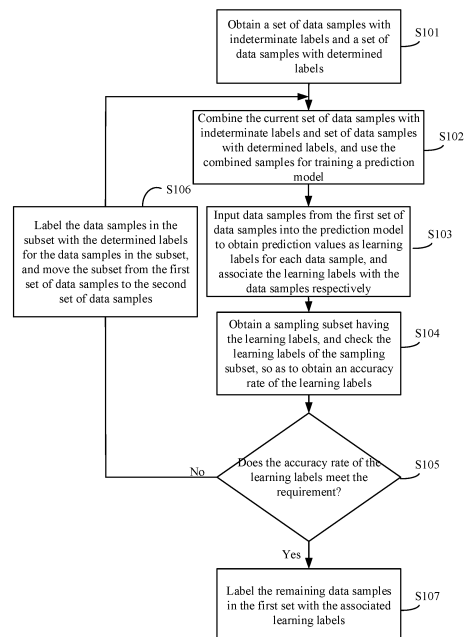 Obtain a set of data samples with
indeterminate labels and a set of
data samples with determined
labels
S101
Combine the current set of data samples with
indeterminate labels and set of data samples
with determined labels, and use the
combined samples for training a prediction
model
S102
S106
Label the data samples in the
subset with the determined labels
for the data samples in the subset,
and move the subset from the first
set of data samples to the second
set of data samples
Input data samples from the first set of
data samples into the prediction model
to obtain prediction values as learning
labels for each data sample, and
associate the learning labels with the
data samples respectively
S103
Obtain a sampling subset having
the learning labels, and check the
learning labels of the sampling
subset, so as to obtain an accuracy
rate of the learning labels
S104
Does the accuracy rate of the
learning labels meet the
requirement?
S105
No
Yes
Label the remaining data samples
in the first set with the associated
learning labels
S107